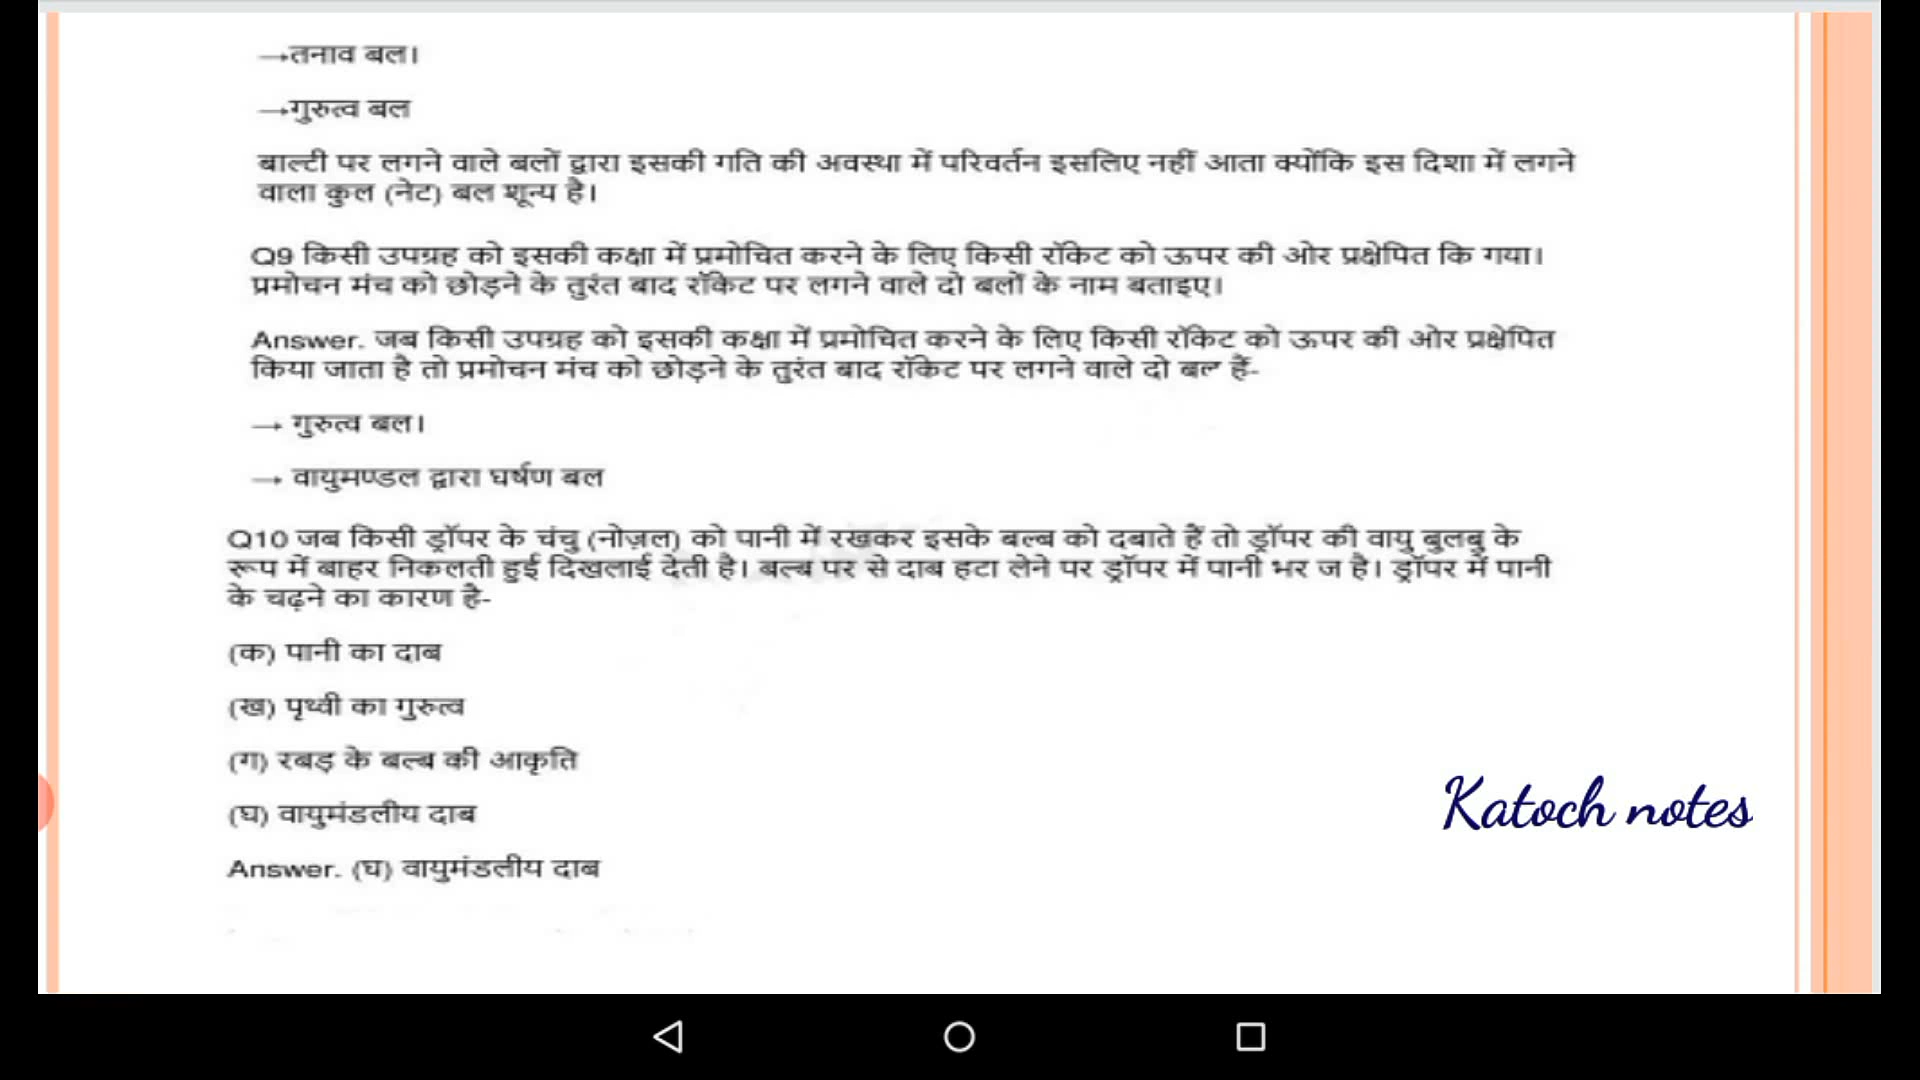 →तनाव बल।
→गुरुत्व बल
बाल्टी पर लगने वाले बलों द्वारा इसकी गति की अवस्था में परिवर्तन इसलिए नहीं आता क्योंकि इस दिशा में लगने
वाला कुल (नेट) बल शून्य है।
Q9 किसी उपग्रह को इसकी कक्षा में प्रमोचित करने के लिए किसी रॉकेट को ऊपर की ओर प्रक्षेपित कि गया।
प्रमोचन मंच को छोड़ने के तुरंत बाद रॉकेट पर लगने वाले दो बलों के नाम बताइए।
Answer. जब किसी उपग्रह को इसकी कक्षा में प्रमोचित करने के लिए किसी रॉकेट को ऊपर की ओर प्रक्षेपित
किया जाता है तो प्रमोचन मंच को छोड़ने के तुरंत बाद रॉकेट पर लगने वाले दो बल हैं-
→ गुरुत्व बल।
→ वायुमण्डल द्वारा घर्षण बल
Q10 जब किसी ड्रॉपर के चंचु (नोज़ल) को पानी में रखकर इसके बल्ब को दबाते हैं तो ड्रॉपर की वायु बुलबु के
रूप में बाहर निकलती हुई दिखलाई देती है। बल्ब पर से दाब हटा लेने पर ड्रॉपर में पानी भर ज है। ड्रॉपर में पानी
के चढ़ने का कारण है-
(क) पानी का दाब
(ख) पृथ्वी का गुरुत्व
(ग) रबड़ के बल्ब की आकृति
(घ) वायुमंडलीय दाब
Katoch notes
Answer. (घ) वायुमंडलीय दाब